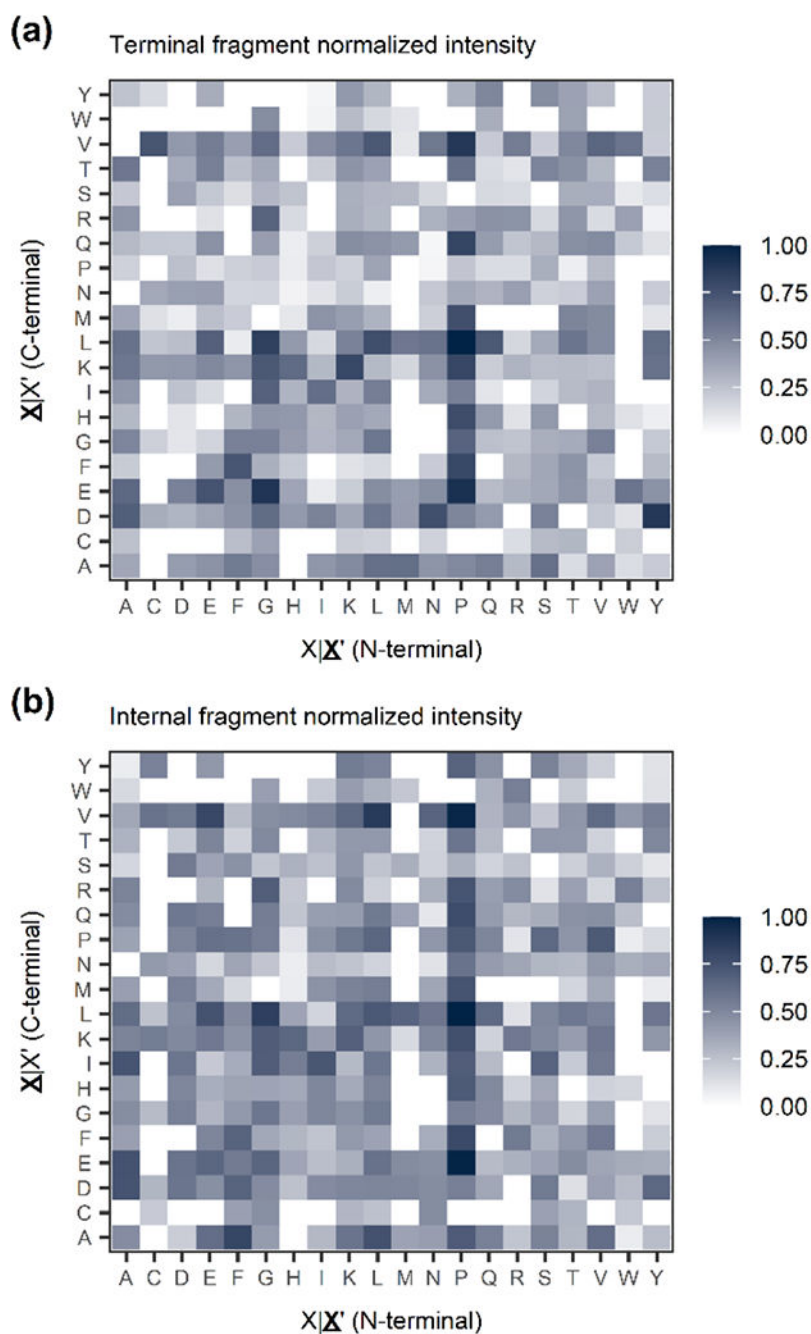 (a)
Terminal fragment normalized intensity
Y
W
V
T
S
R
Q
P
N
M
L
K
I
H
G
F
E
D
C
A
X|X' (C-terminal)
A C D E F G H I K L M N P Q R S T V W Y
X|X' (N-terminal)
1.00
0.75
0.50
0.25
0.00
(b)
Internal fragment normalized intensity
Y
W
V
T
S
R
Q
P
N
M
L
K
I
H
G
F
E
D
C
A
X|X' (C-terminal)
A C D E F G H I K L M N P Q R S T V W Y
X|X' (N-terminal)
1.00
0.75
0.50
0.25
0.00